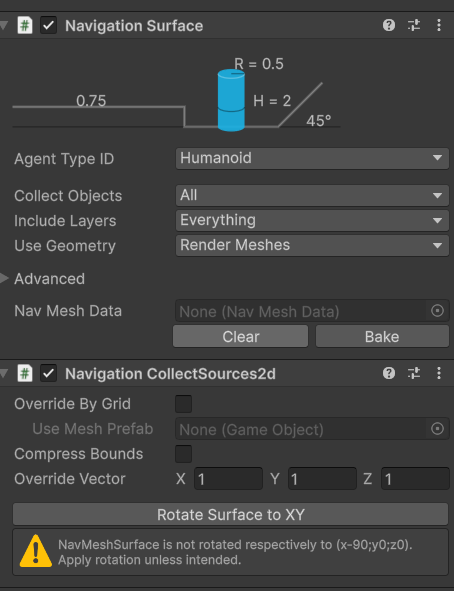 Navigation Surface
R = 0.5
0.75
H = 2
45°
Agent Type ID Humanoid
Collect Objects All
Include Layers Everything
Use Geometry Render Meshes
Advanced
Nav Mesh Data None (Nav Mesh Data)
Clear Bake
Navigation CollectSources2d
Override By Grid
Use Mesh Prefab None (Game Object)
Compress Bounds
Override Vector X 1 Y 1 Z 1
Rotate Surface to XY
NavMeshSurface is not rotated respectively to (x-90;y0;z0).
Apply rotation unless intended.